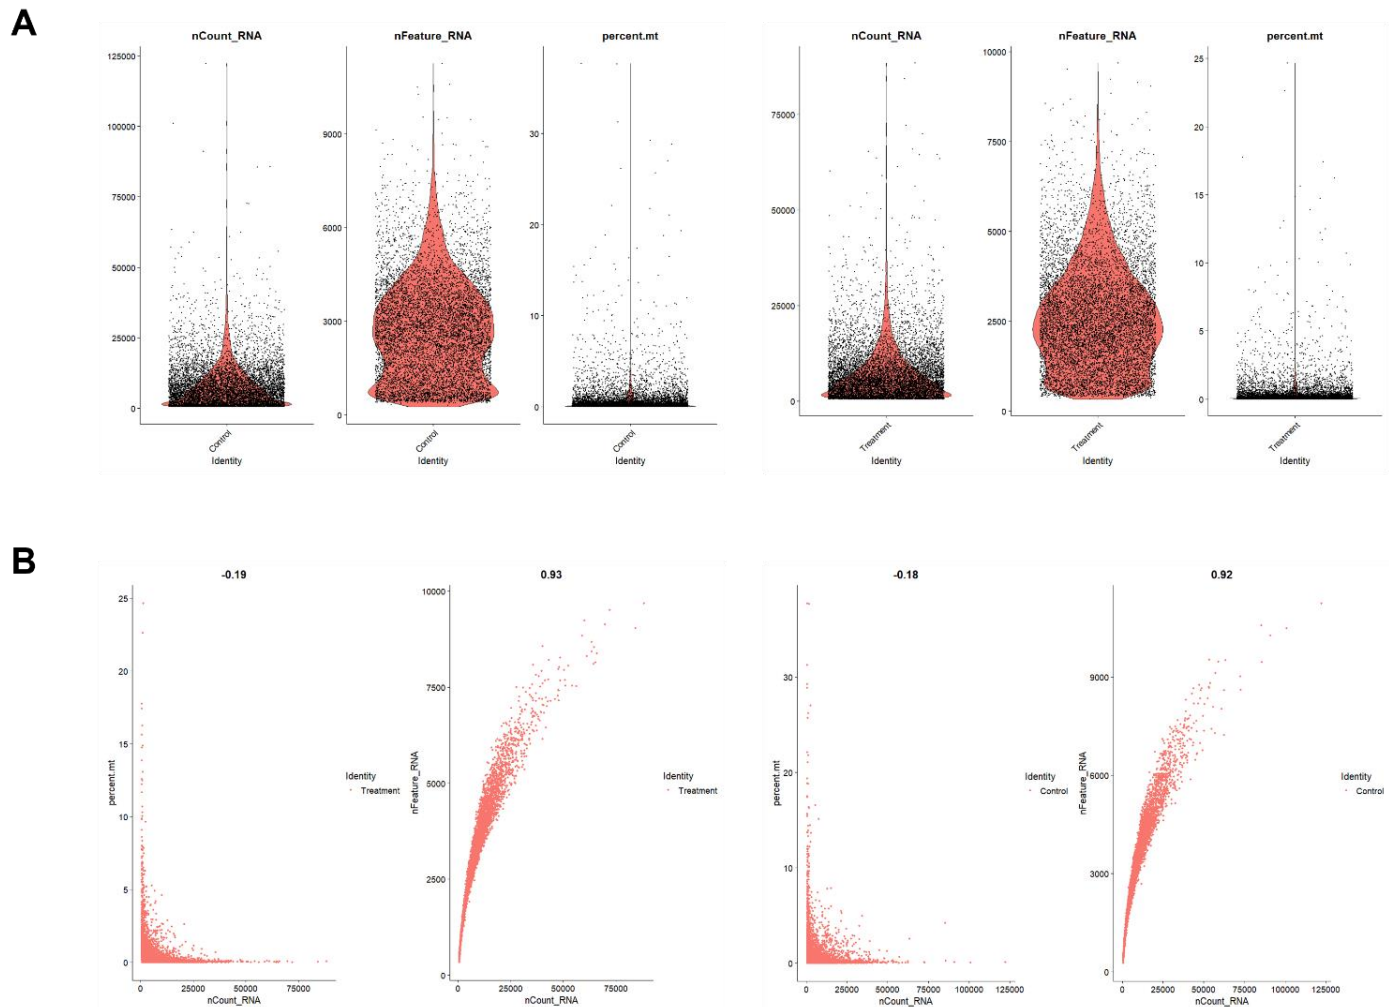 A
nCount_RNA
125000
100000
75000
50000
25000
0
Control
Identity
nFeature_RNA
9000
6000
3000
0
Control
Identity
percent.mt
30
20
10
0
Control
Identity
nCount_RNA
75000
50000
25000
0
Treatment
Identity
nFeature_RNA
10000
7500
5000
2500
0
Treatment
Identity
percent.mt
25
20
15
10
5
0
Treatment
Identity
B
-0.19
percent.mt
25
20
15
10
5
0
0 25000 50000 75000
nCount_RNA
Identity
Treatment
0.93
nFeature_RNA
10000
7500
5000
2500
0
0 25000 50000 75000
nCount_RNA
Identity
Treatment
-0.18
percent.mt
30
20
10
0
0 25000 50000 75000 100000 125000
nCount_RNA
Identity
Control
0.92
nFeature_RNA
9000
6000
3000
0
0 25000 50000 75000 100000 125000
nCount_RNA
Identity
Control